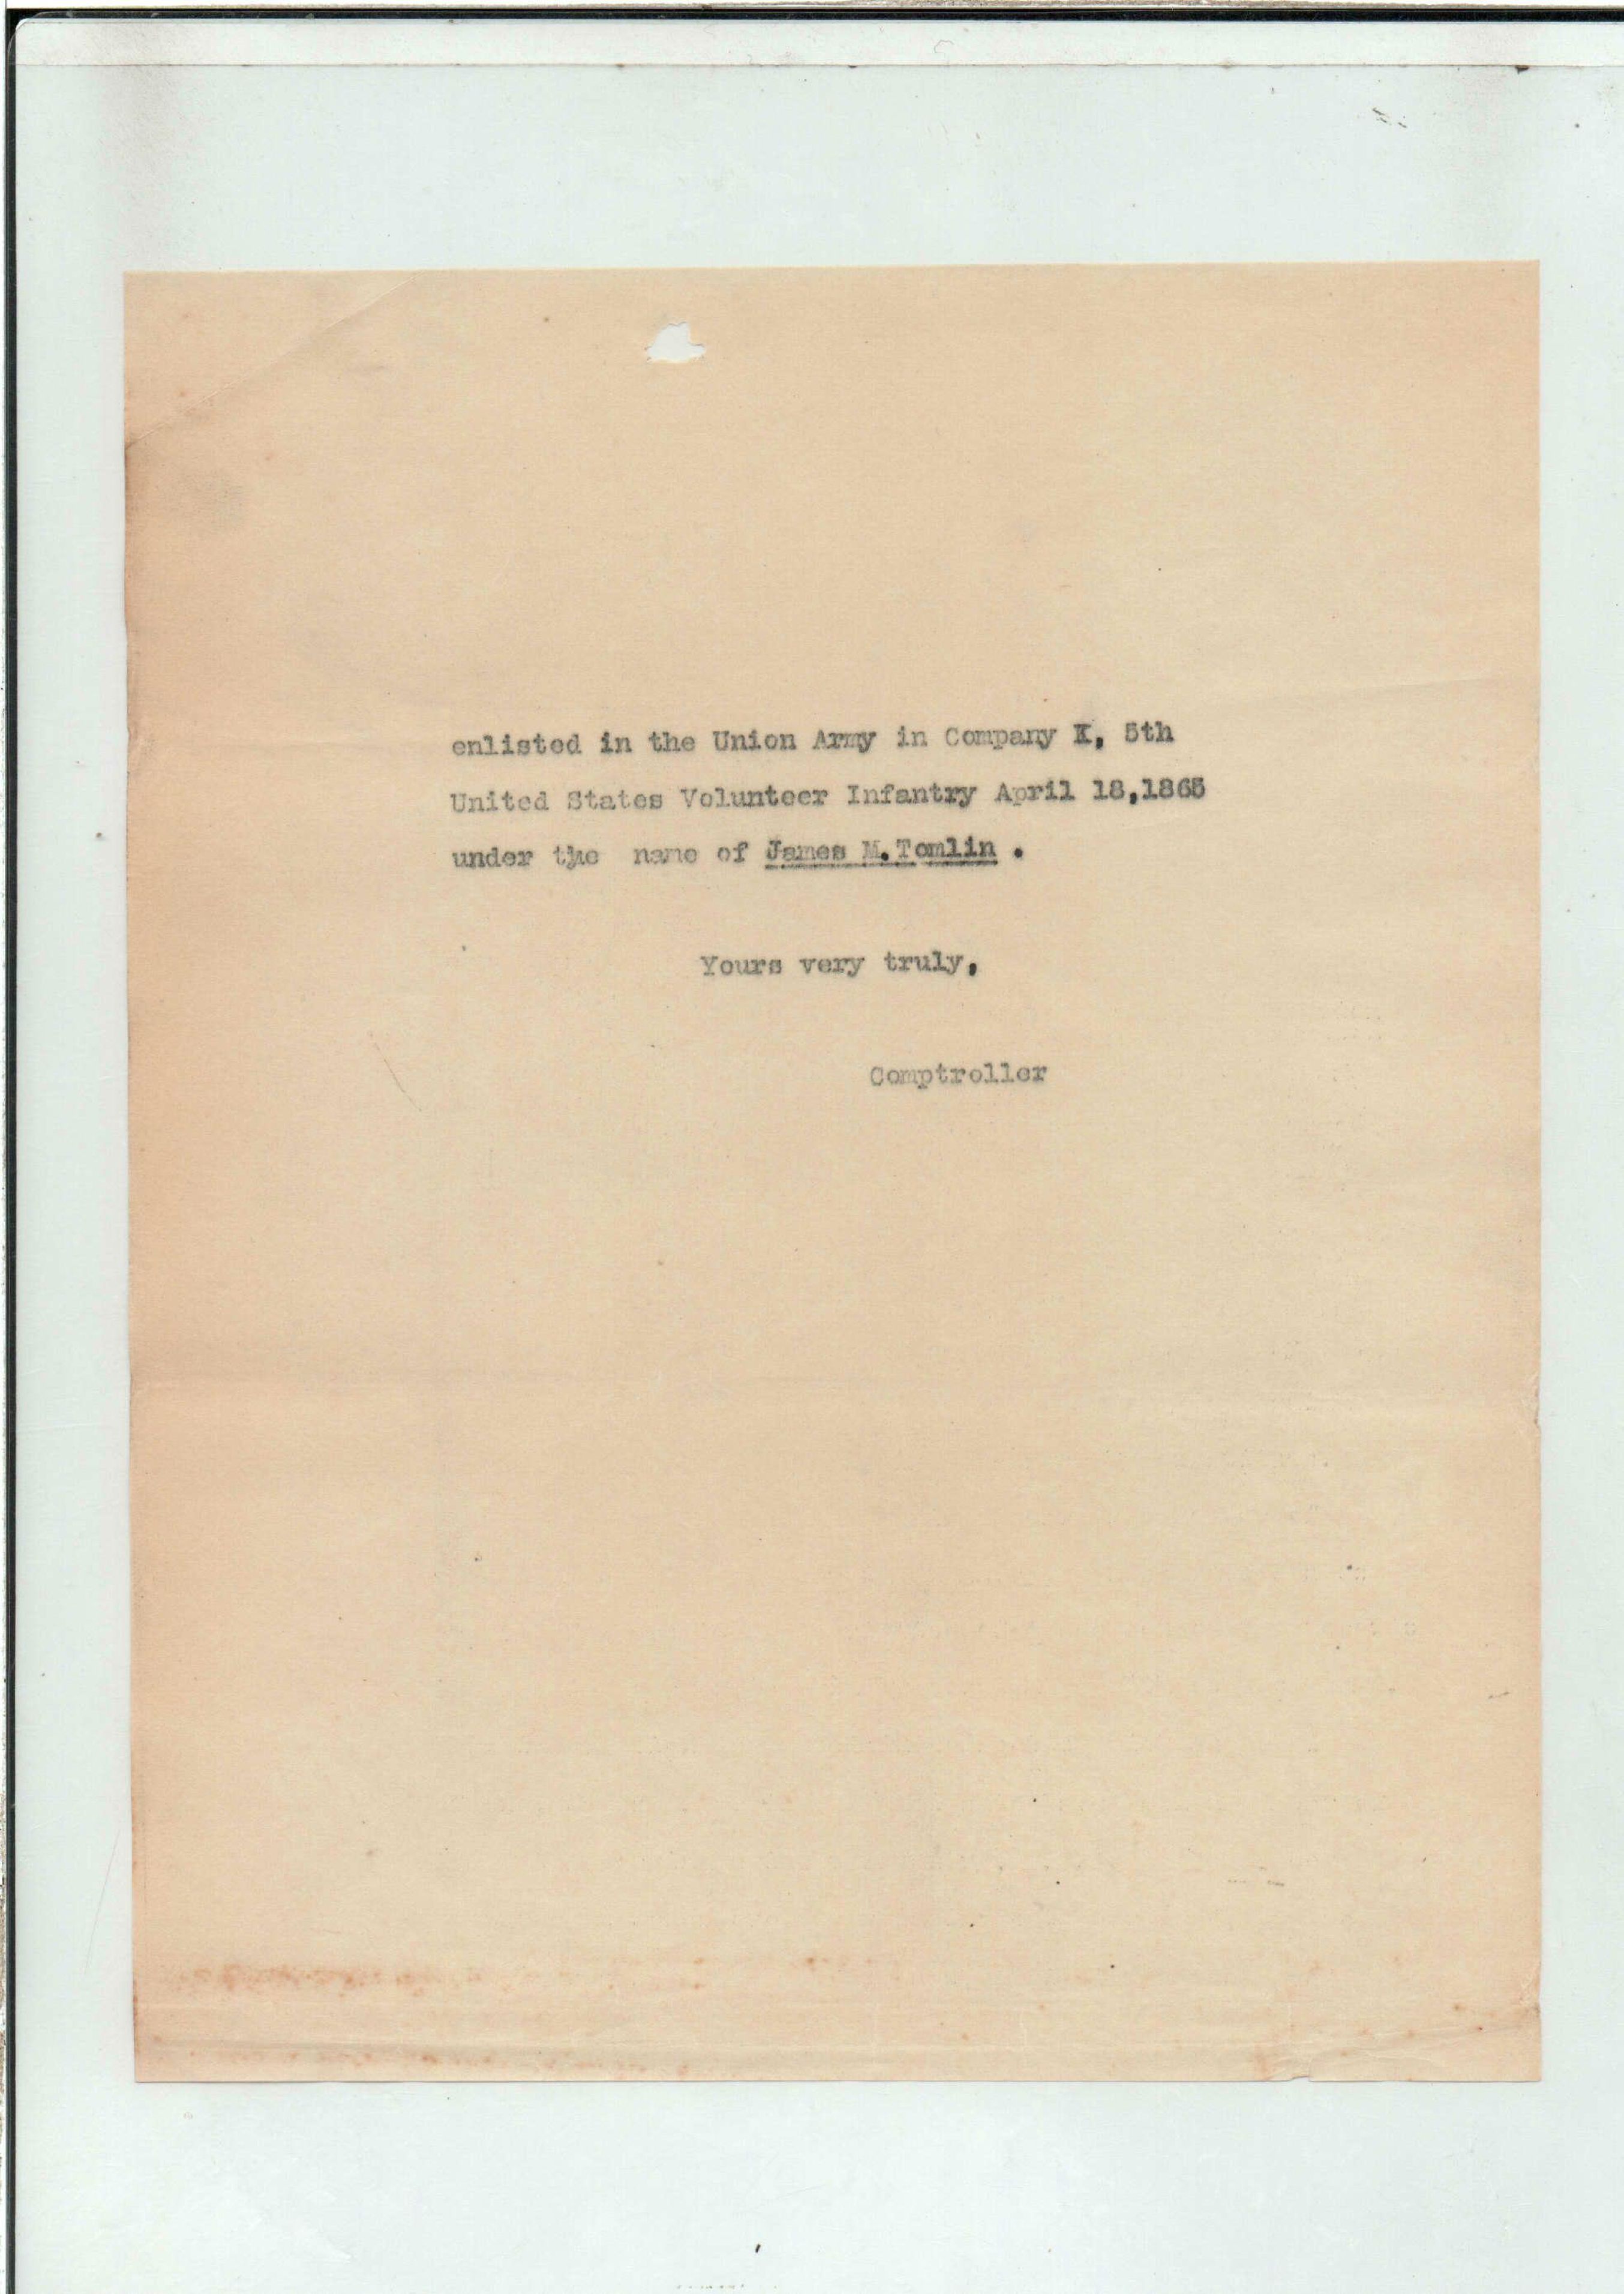 enlisted in the Union Army in Company K, 5th
United States Volunteer Infantry April 18,1865
under the name of James M.Tomlin .
Yours very truly,
Comptroller